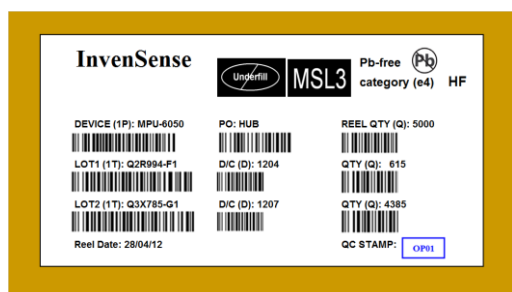 InvenSense
Underfill
MSL3
Pb-free
category (e4)
Pb
HF
DEVICE (1P): MPU-6050
PO: HUB
REEL QTY (Q): 5000
LOT1 (1T): Q2R994-F1
D/C (D): 1204
QTY (Q): 615
LOT2 (1T): Q3X785-G1
D/C (D): 1207
QTY (Q): 4385
Reel Date: 28/04/12
QC STAMP: OP01